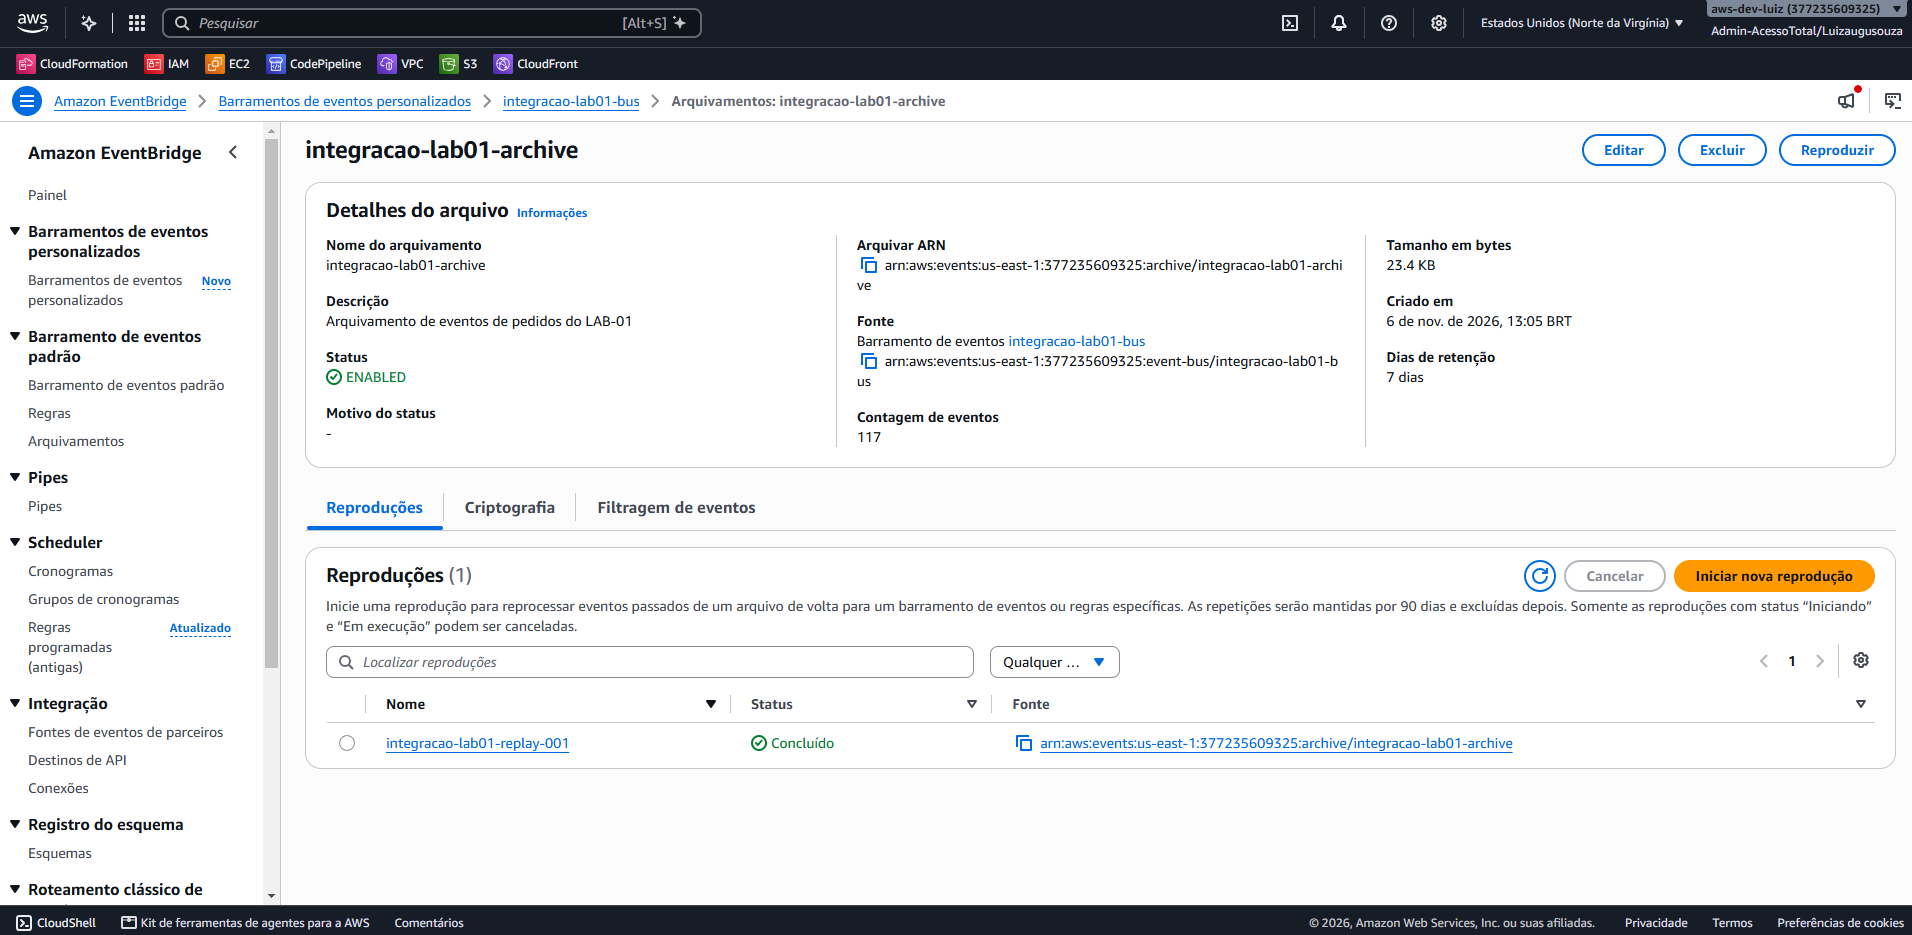 aws
Pesquisar
[Alt+S]
Estados Unidos (Norte da Virgínia)
aws-dev-luiz (377235609325)
Admin-AcessoTotal/Luizaugusouza
CloudFormation
IAM
EC2
CodePipeline
VPC
S3
CloudFront
Amazon EventBridge
Barramentos de eventos personalizados
integracao-lab01-bus
Arquivamentos: integracao-lab01-archive
Amazon EventBridge
Painel
Barramentos de eventos
personalizados
Barramentos de eventos
personalizados
Novo
Barramento de eventos
padrão
Barramento de eventos padrão
Regras
Arquivamentos
Pipes
Pipes
Scheduler
Cronogramas
Grupos de cronogramas
Regras
programadas
(antigas)
Atualizado
Integração
Fontes de eventos de parceiros
Destinos de API
Conexões
Registro do esquema
Esquemas
Roteamento clássico de
integracao-lab01-archive
Editar
Excluir
Reproduzir
Detalhes do arquivo
Informações
Nome do arquivamento
integracao-lab01-archive
Descrição
Arquivamento de eventos de pedidos do LAB-01
Status
ENABLED
Motivo do status
-
Arquivar ARN
arn:aws:events:us-east-1:377235609325:archive/integracao-lab01-archi
ve
Fonte
Barramento de eventos integracao-lab01-bus
arn:aws:events:us-east-1:377235609325:event-bus/integracao-lab01-b
us
Contagem de eventos
117
Tamanho em bytes
23.4 KB
Criado em
6 de nov. de 2026, 13:05 BRT
Dias de retenção
7 dias
Reproduções
Criptografia
Filtragem de eventos
Reproduções (1)
Cancelar
Iniciar nova reprodução
Inicie uma reprodução para reprocessar eventos passados de um arquivo de volta para um barramento de eventos ou regras específicas. As repetições serão mantidas por 90 dias e excluídas depois. Somente as reproduções com status “Iniciando”
e “Em execução” podem ser canceladas.
Localizar reproduções
Qualquer ...
1
Nome
Status
Fonte
integracao-lab01-replay-001
Concluído
arn:aws:events:us-east-1:377235609325:archive/integracao-lab01-archive
CloudShell
Kit de ferramentas de agentes para a AWS
Comentários
© 2026, Amazon Web Services, Inc. ou suas afiliadas.
Privacidade
Termos
Preferências de cookies